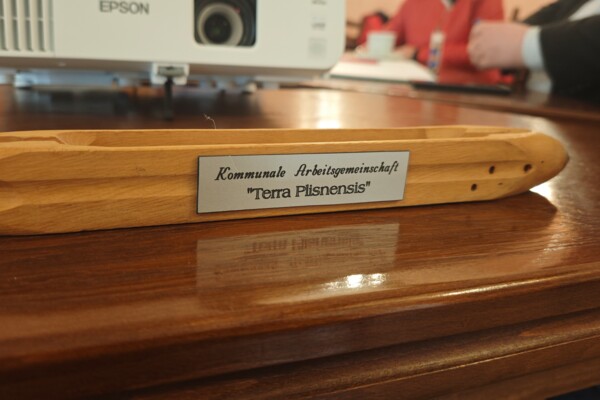 EPSON
Kommunale Arbeitsgemeinschaft
"Terra Plisnensis"